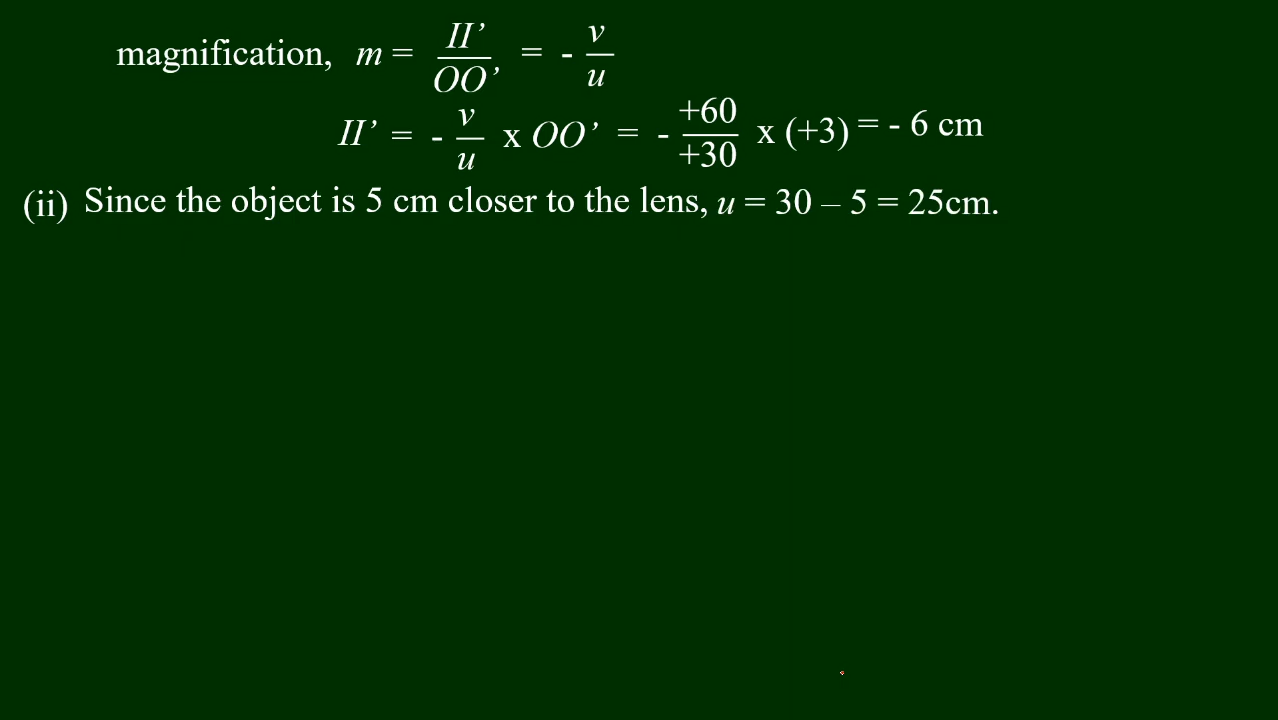 magnification, m = II’ / OO’, = - v / u
II’ = - v / u x OO’ = - +60 / +30 x (+3) = - 6 cm
(ii) Since the object is 5 cm closer to the lens, u = 30 – 5 = 25cm.